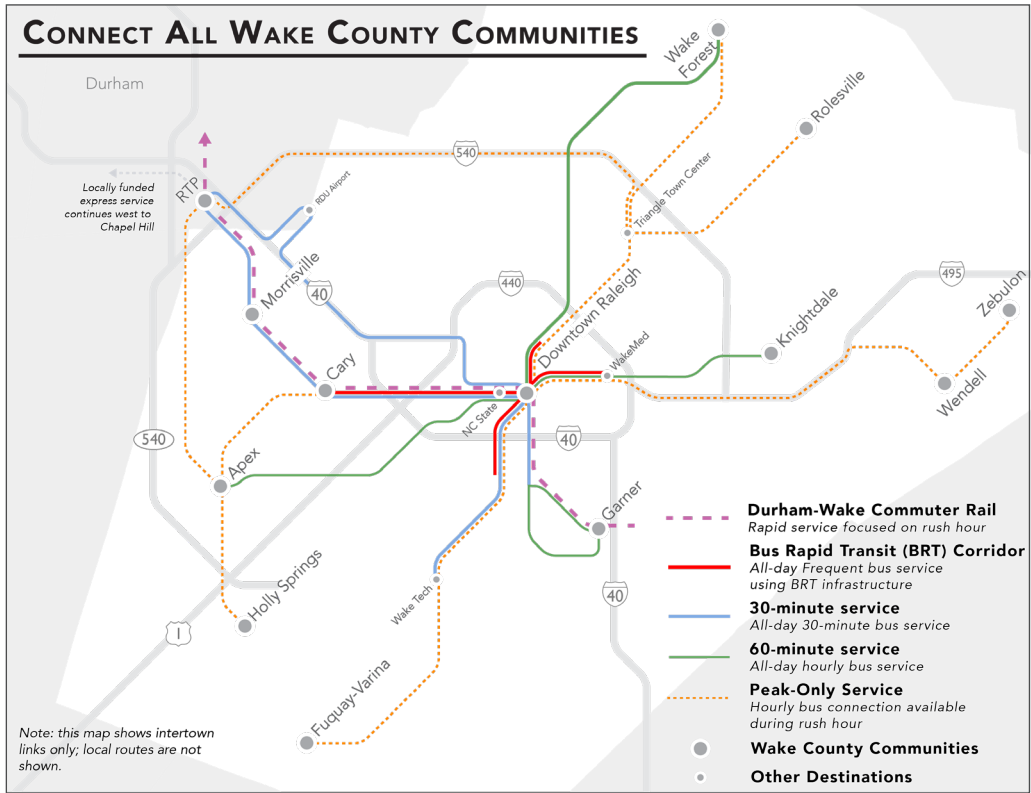 CONNECT ALL WAKE COUNTY COMMUNITIES
Durham
Wake
Forest
Rolesville
540
Triangle Town Center
RTP
RDU Airport
Locally funded
express service
continues west to
Chapel Hill
Morrisville
40
440
Downtown Raleigh
495
Zebulon
Knightdale
WakeMed
Cary
NC State
Wendell
540
40
Apex
Garner
Holly Springs
Wake Tech
40
1
Fuquay-Varina
Durham-Wake Commuter Rail
Rapid service focused on rush hour
Bus Rapid Transit (BRT) Corridor
All-day Frequent bus service
using BRT infrastructure
30-minute service
All-day 30-minute bus service
60-minute service
All-day hourly bus service
Peak-Only Service
Hourly bus connection available
during rush hour
Wake County Communities
Other Destinations
Note: this map shows intertown
links only; local routes are not
shown.